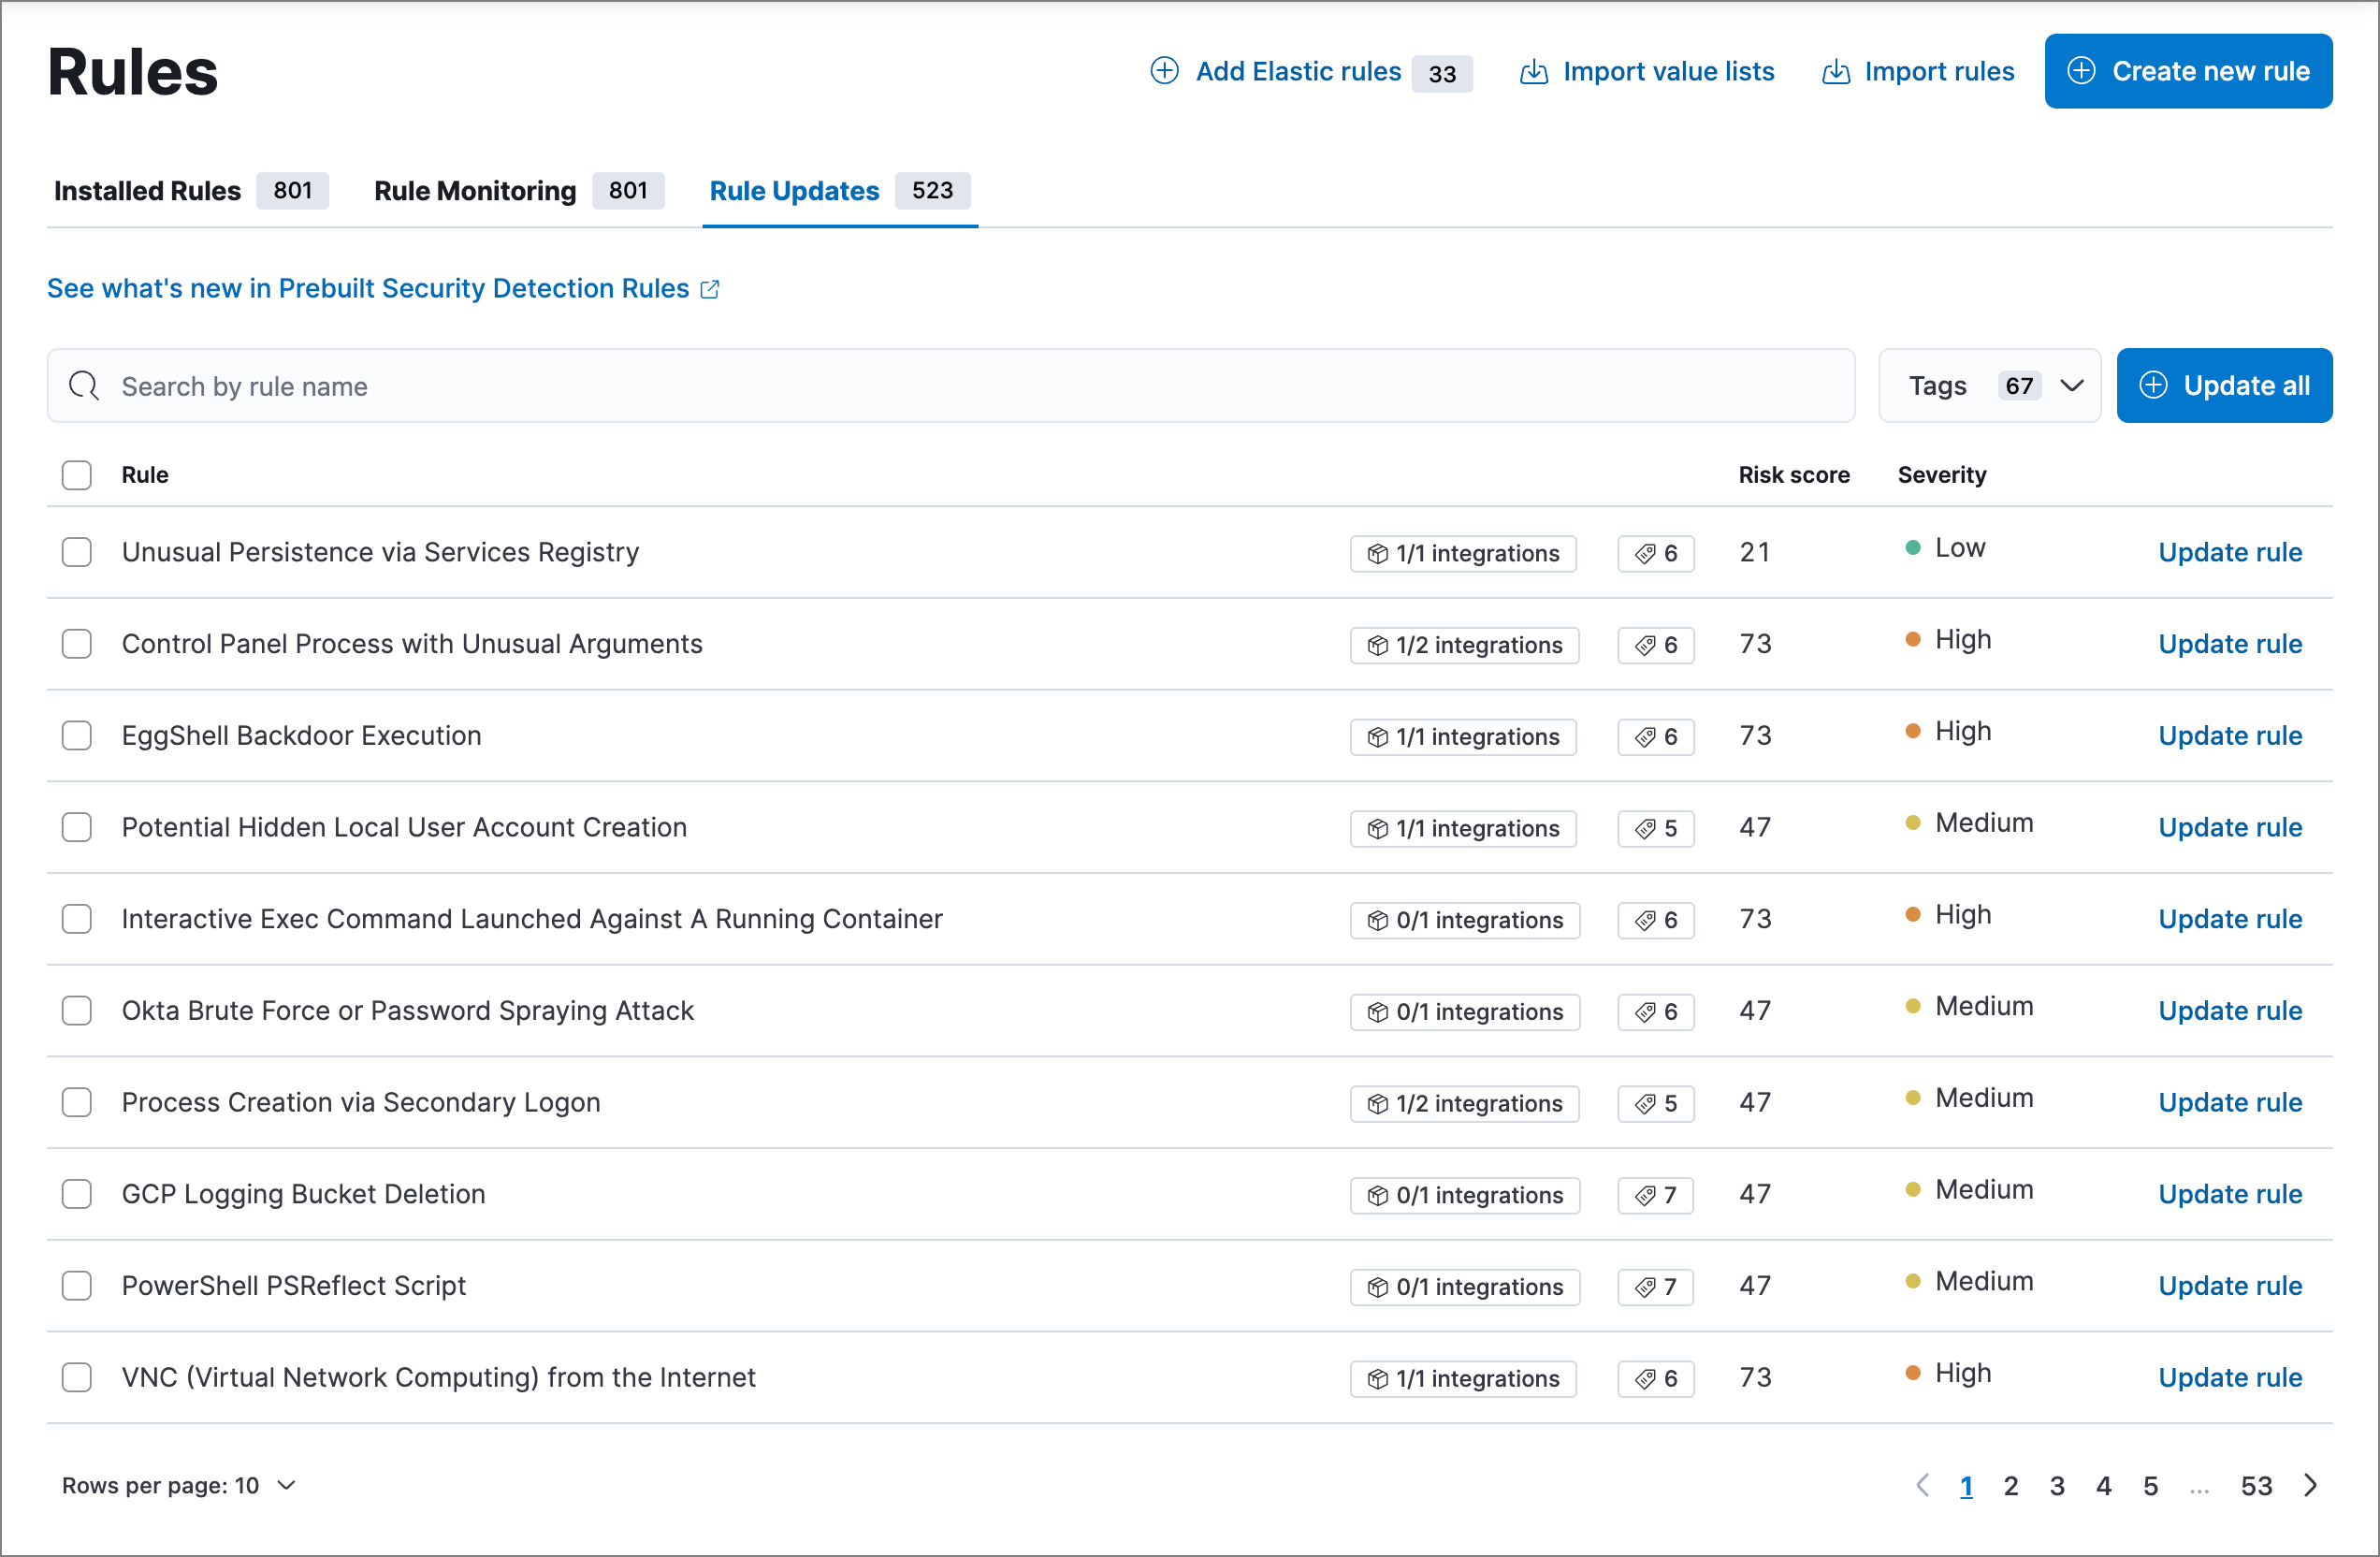 Rules
Add Elastic rules 33 Import value lists Import rules Create new rule
Installed Rules 801 Rule Monitoring 801 Rule Updates 523
See what's new in Prebuilt Security Detection Rules
Search by rule name Tags 67 Update all
Rule Risk score Severity
Unusual Persistence via Services Registry 1/1 integrations 6 21 Low Update rule
Control Panel Process with Unusual Arguments 1/2 integrations 6 73 High Update rule
EggShell Backdoor Execution 1/1 integrations 6 73 High Update rule
Potential Hidden Local User Account Creation 1/1 integrations 5 47 Medium Update rule
Interactive Exec Command Launched Against A Running Container 0/1 integrations 6 73 High Update rule
Okta Brute Force or Password Spraying Attack 0/1 integrations 6 47 Medium Update rule
Process Creation via Secondary Logon 1/2 integrations 5 47 Medium Update rule
GCP Logging Bucket Deletion 0/1 integrations 7 47 Medium Update rule
PowerShell PSReflect Script 0/1 integrations 7 47 Medium Update rule
VNC (Virtual Network Computing) from the Internet 1/1 integrations 6 73 High Update rule
Rows per page: 10 1 2 3 4 5 ... 53